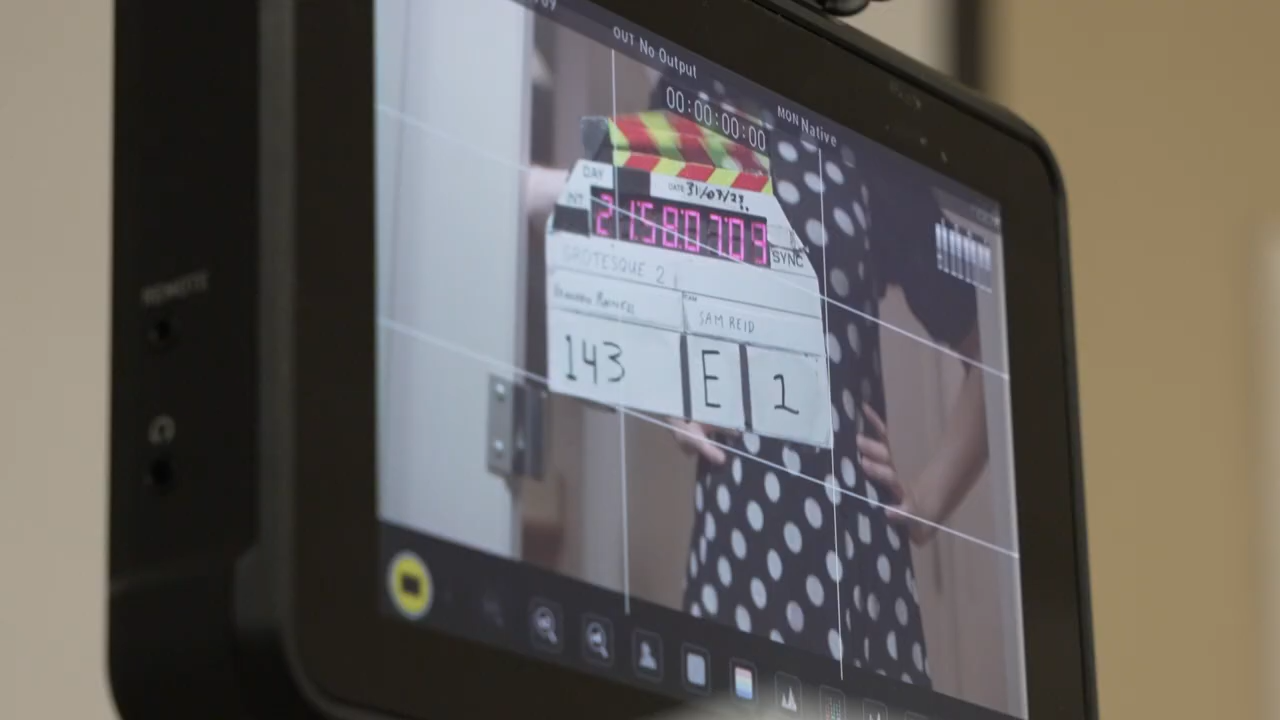 OUT No Output
00:00:00:00
MON Native
DAY
DATE 31/07/23.
INT
21:58:07:09
SYNC
GROTESQUE 2
SAM REID
143 E 1
REMOTE